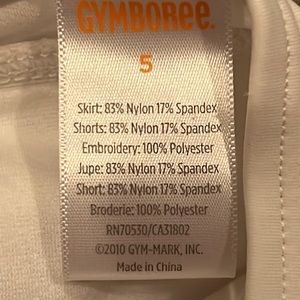 GYMBOREE.
5
Skirt: 83% Nylon 17% Spandex
Shorts: 83% Nylon 17% Spandex
Embroidery: 100% Polyester
Jupe: 83% Nylon 17% Spandex
Short: 83% Nylon 17% Spandex
Broderie: 100% Polyester
RN70530/CA31802
©2010 GYM-MARK, INC.
Made in China